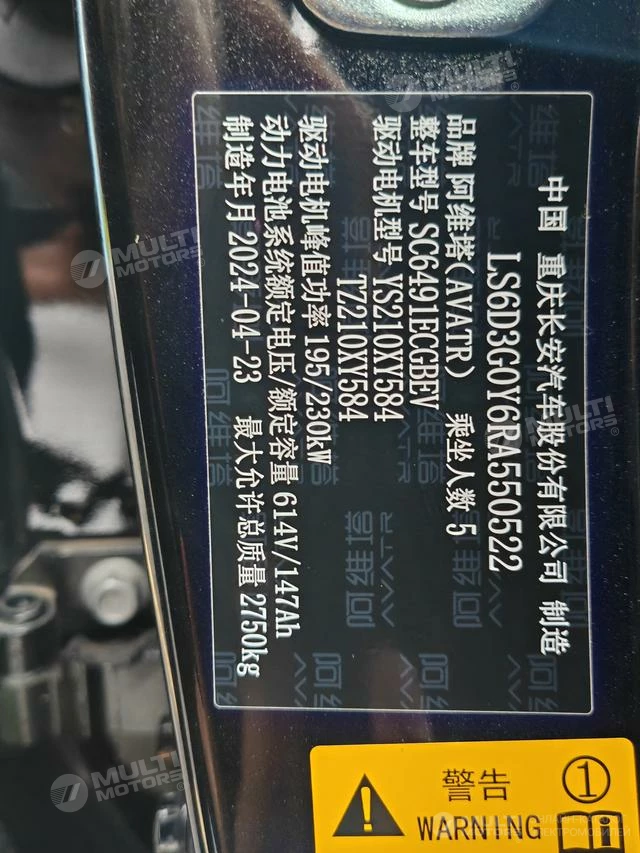 中国 重庆长安汽车股份有限公司 制造
LS6D3G0Y6RA550522
品牌 阿维塔(AVATR) 乘坐人数 5
整车型号 SC6491ECGBEV
驱动电机型号 YS210XY584
TZ210XY584
驱动电机峰值功率 195/230kW
动力电池系统额定电压/额定容量 614V/147Ah
制造年月 2024-04-23 最大允许总质量 2750kg
警告 ①
WARNING
MULTI MOTORS